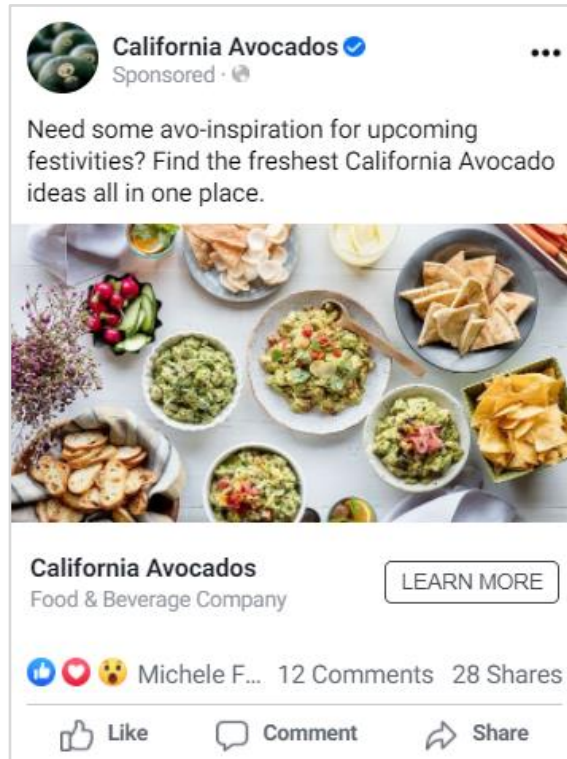 California Avocados
Sponsored ·
Need some avo-inspiration for upcoming
festivities? Find the freshest California Avocado
ideas all in one place.
California Avocados
LEARN MORE
Food & Beverage Company
Michele F... 12 Comments 28 Shares
Like Comment Share